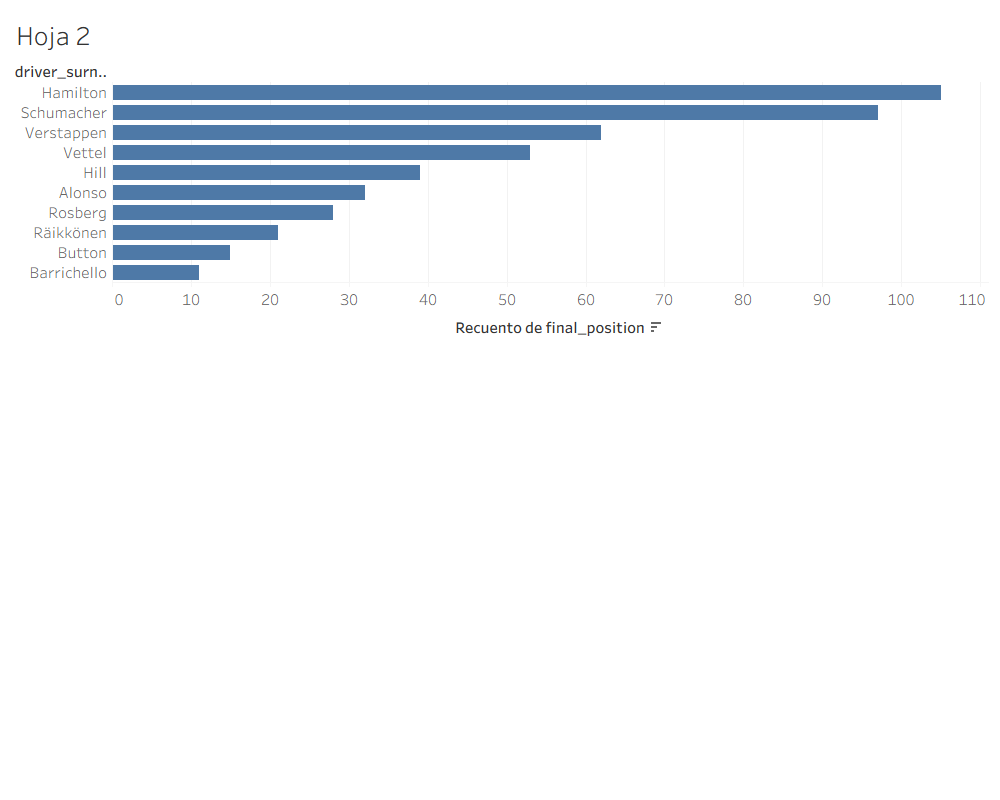 Hoja 2
driver_surn..
Hamilton
Schumacher
Verstappen
Vettel
Hill
Alonso
Rosberg
Räikkönen
Button
Barrichello
0 10 20 30 40 50 60 70 80 90 100 110
Recuento de final_position